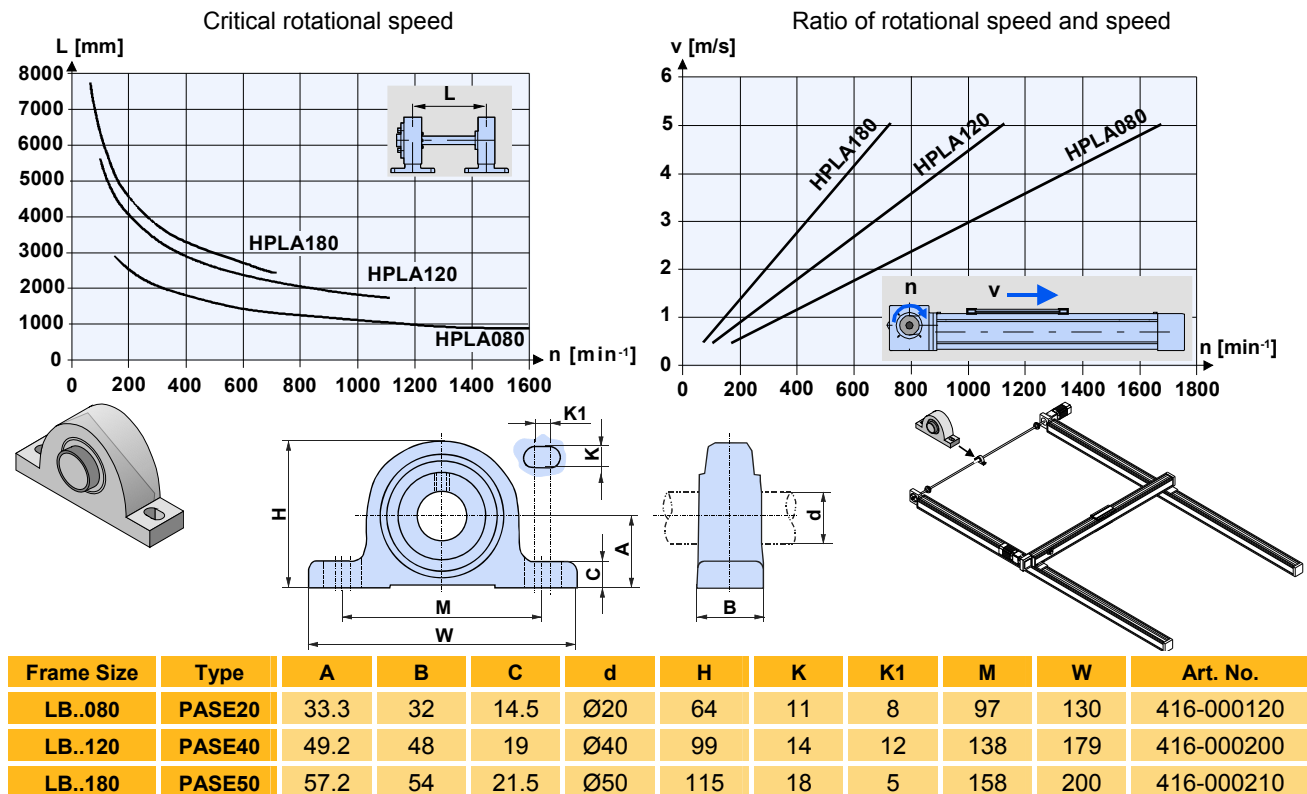 Critical rotational speed
L [mm]
8000
7000
6000
5000
4000
3000
2000
1000
0
L
HPLA180
HPLA120
HPLA080
n [min-1]
0 200 400 600 800 1000 1200 1400 1600
Ratio of rotational speed and speed
v [m/s]
6
5
4
3
2
1
0
HPLA180
HPLA120
HPLA080
n
v
n [min-1]
0 200 400 600 800 1000 1200 1400 1600 1800
K1
K
H
A
C
M
W
d
B
Frame Size Type A B C d H K K1 M W Art. No.
LB..080 PASE20 33.3 32 14.5 Ø20 64 11 8 97 130 416-000120
LB..120 PASE40 49.2 48 19 Ø40 99 14 12 138 179 416-000200
LB..180 PASE50 57.2 54 21.5 Ø50 115 18 5 158 200 416-000210